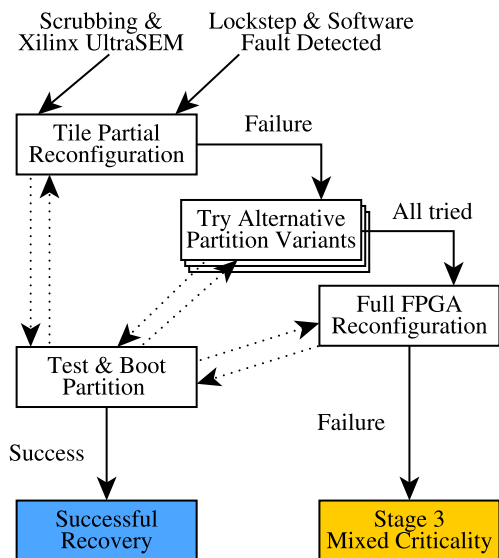 Scrubbing &
Xilinx UltraSEM
Lockstep & Software
Fault Detected
Tile Partial
Reconfiguration
Failure
Try Alternative
Partition Variants
All tried
Full FPGA
Reconfiguration
Test & Boot
Partition
Failure
Success
Successful
Recovery
Stage 3
Mixed Criticality